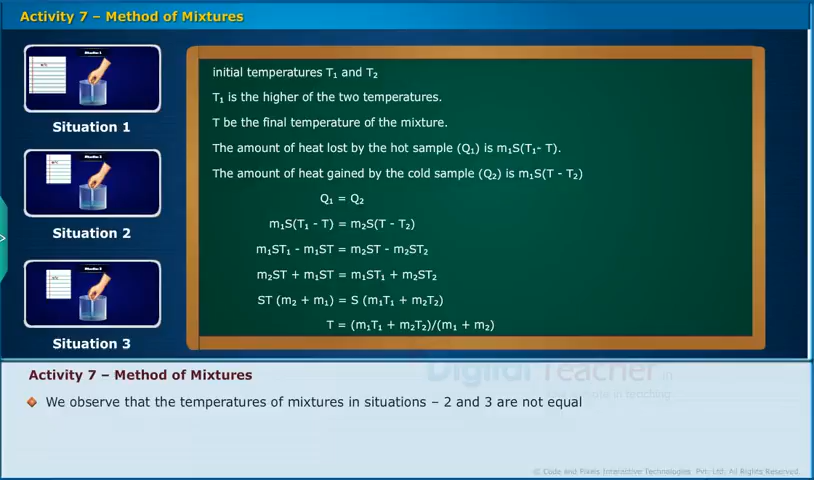 Activity 7 – Method of Mixtures
Situation 1
Situation 2
Situation 3
initial temperatures T₁ and T₂
T₁ is the higher of the two temperatures.
T be the final temperature of the mixture.
The amount of heat lost by the hot sample (Q₁) is m₁S(T₁- T).
The amount of heat gained by the cold sample (Q₂) is m₁S(T - T₂)
Q₁ = Q₂
m₁S(T₁ - T) = m₂S(T - T₂)
m₁ST₁ - m₁ST = m₂ST - m₂ST₂
m₂ST + m₁ST = m₁ST₁ + m₂ST₂
ST (m₂ + m₁) = S (m₁T₁ + m₂T₂)
T = (m₁T₁ + m₂T₂)/(m₁ + m₂)
Activity 7 – Method of Mixtures
Digital Teacher
in teaching
We observe that the temperatures of mixtures in situations – 2 and 3 are not equal
© Code and Pixels Interactive Technologies Pvt. Ltd. All Rights Reserved.